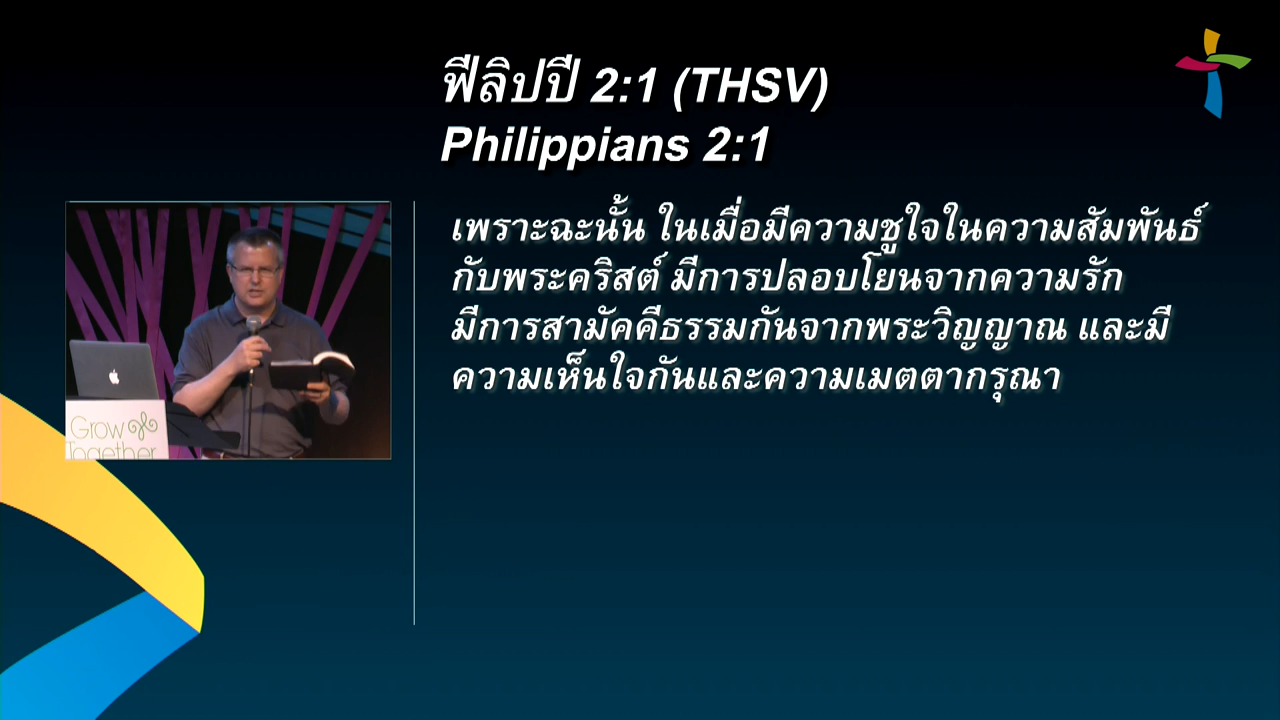 ฟีลิปปี 2:1 (THSV)
Philippians 2:1
เพราะฉะนั้น ในเมื่อมีความชูใจในความสัมพันธ์
กับพระคริสต์ มีการปลอบโยนจากความรัก
มีการสามัคคีธรรมกันจากพระวิญญาณ และมี
ความเห็นใจกันและความเมตตากรุณา
Grow
Together